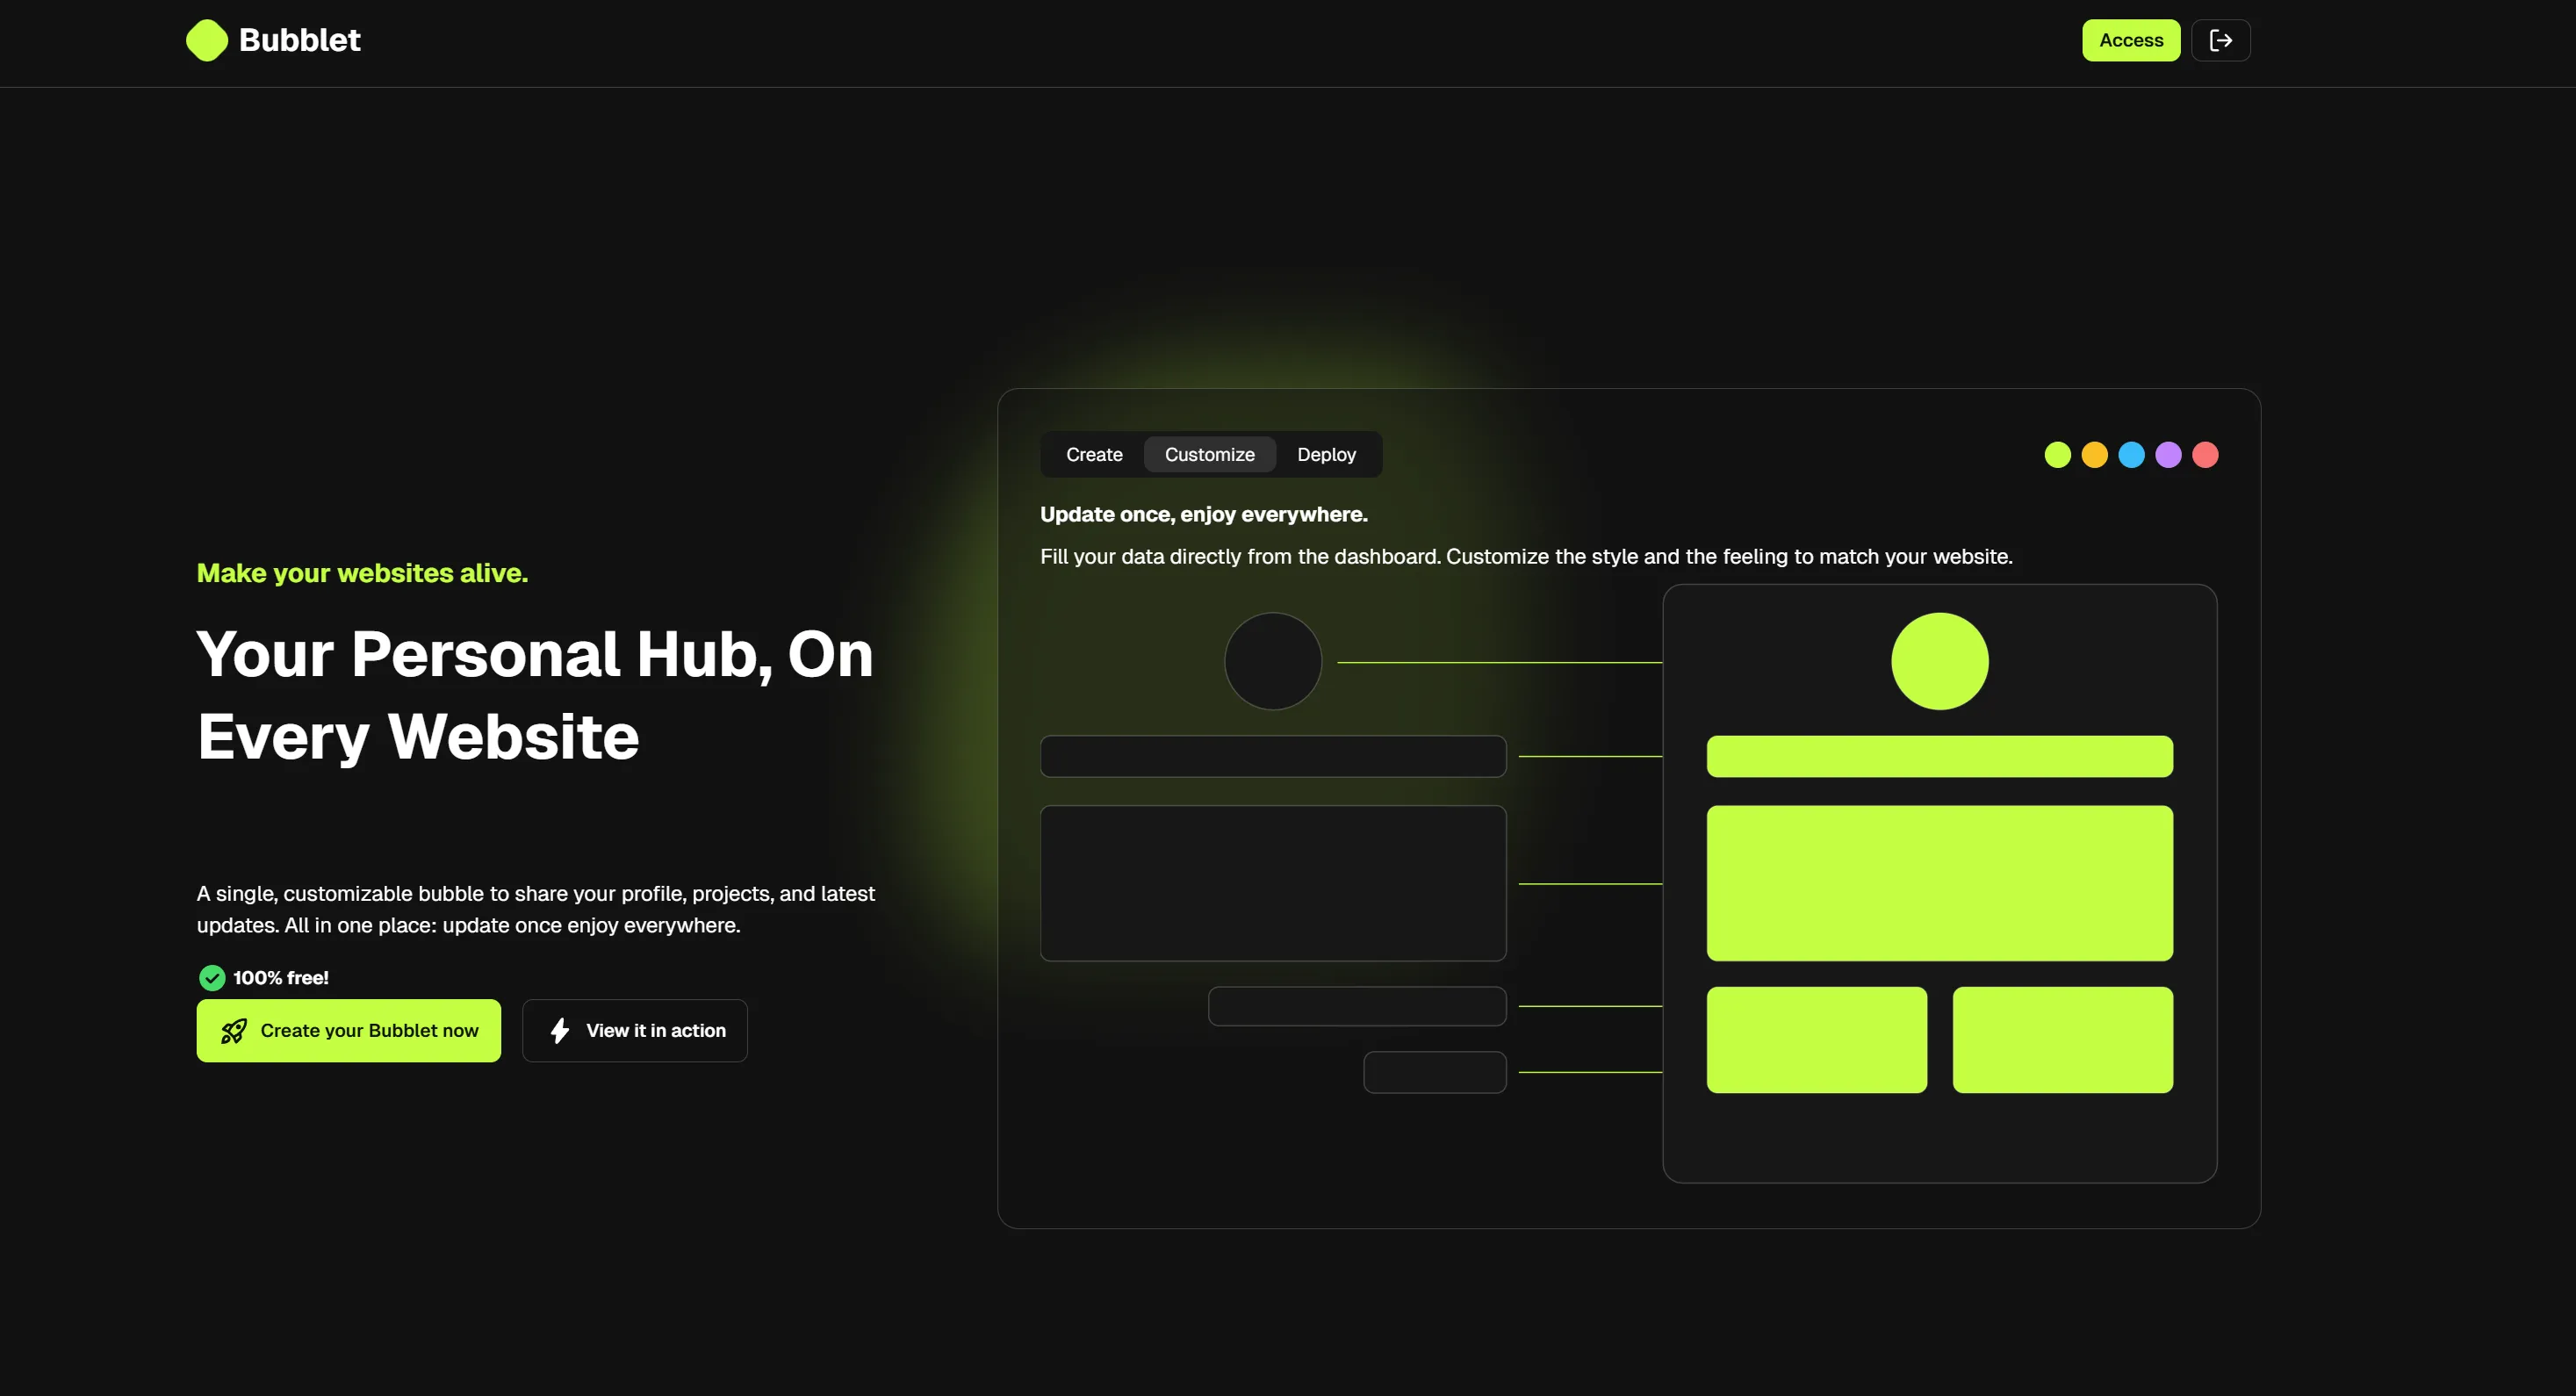 Bubblet
Access
Make your websites alive.
Your Personal Hub, On
Every Website
A single, customizable bubble to share your profile, projects, and latest
updates. All in one place: update once enjoy everywhere.
100% free!
Create your Bubblet now
View it in action
Create
Customize
Deploy
Update once, enjoy everywhere.
Fill your data directly from the dashboard. Customize the style and the feeling to match your website.